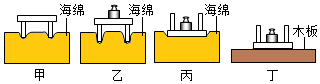 海绵 海绵 海绵 木板
甲 乙 丙 丁